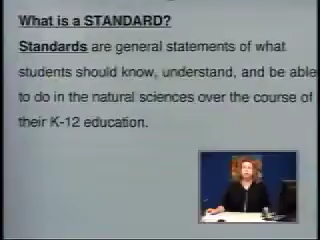 What is a STANDARD?
Standards are general statements of what
students should know, understand, and be able
to do in the natural sciences over the course of
their K-12 education.